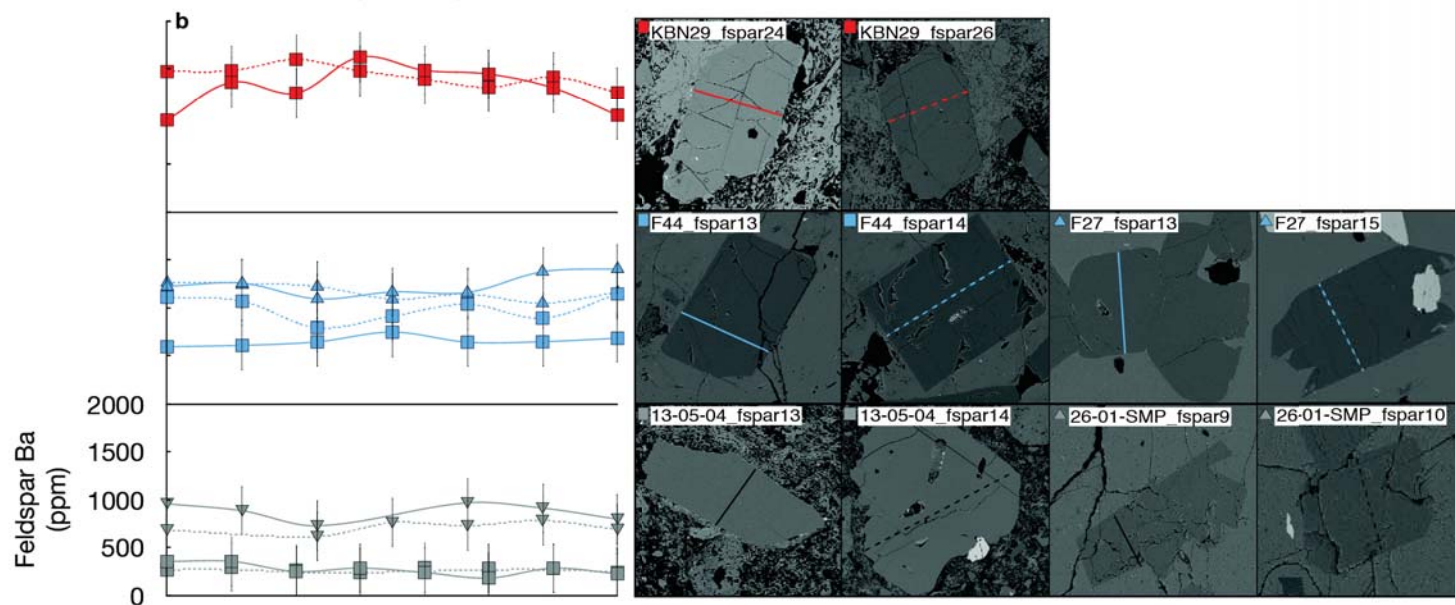 b
KBN29_fspar24
KBN29_fspar26
F44_fspar13
F44_fspar14
F27_fspar13
F27_fspar15
13-05-04_fspar13
13-05-04_fspar14
26-01-SMP_fspar9
26-01-SMP_fspar10
2000
1500
1000
500
0
Feldspar Ba
(ppm)